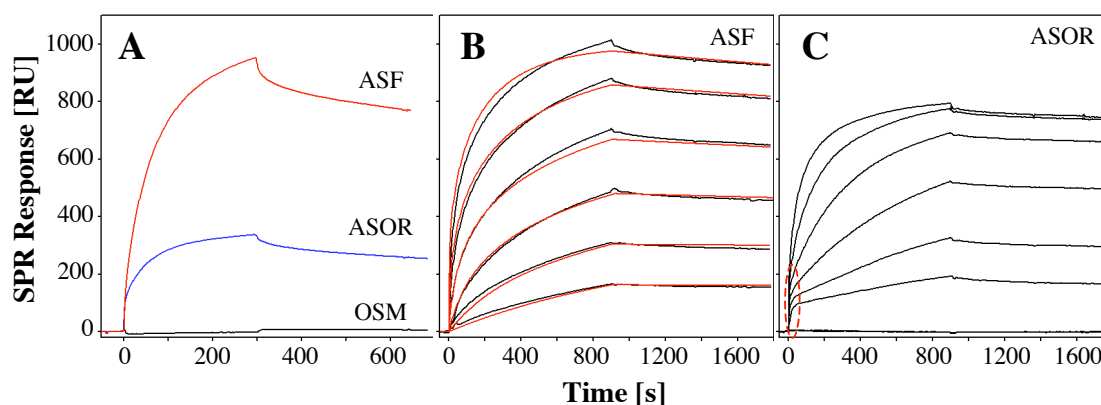 SPR Response [RU]
1000
800
600
400
200
0
A
ASF
ASOR
OSM
0 200 400 600
B
ASF
0 400 800 1200 1600
C
ASOR
0 400 800 1200 1600
Time [s]